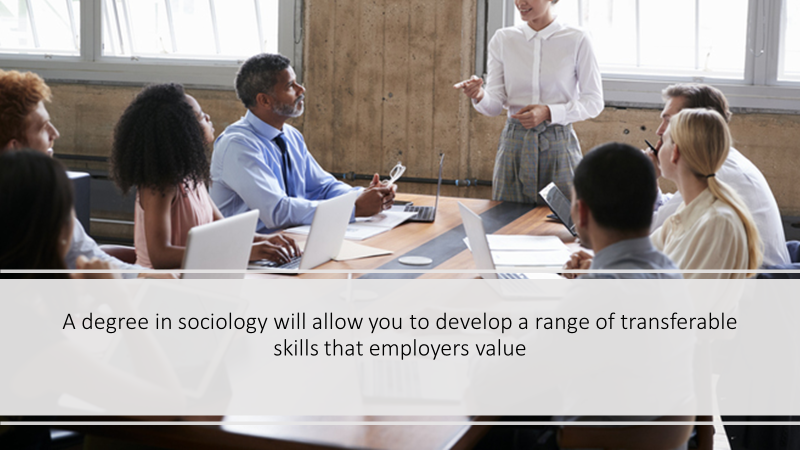 A degree in sociology will allow you to develop a range of transferable
skills that employers value